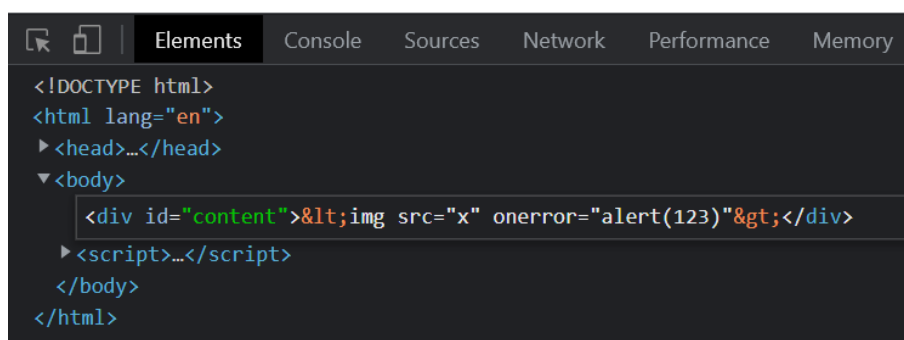 Elements Console Sources Network Performance Memory
<!DOCTYPE html>
<html lang="en">
<head>…</head>
<body>
<div id="content">&lt;img src="x" onerror="alert(123)"&gt;</div>
<script>…</script>
</body>
</html>